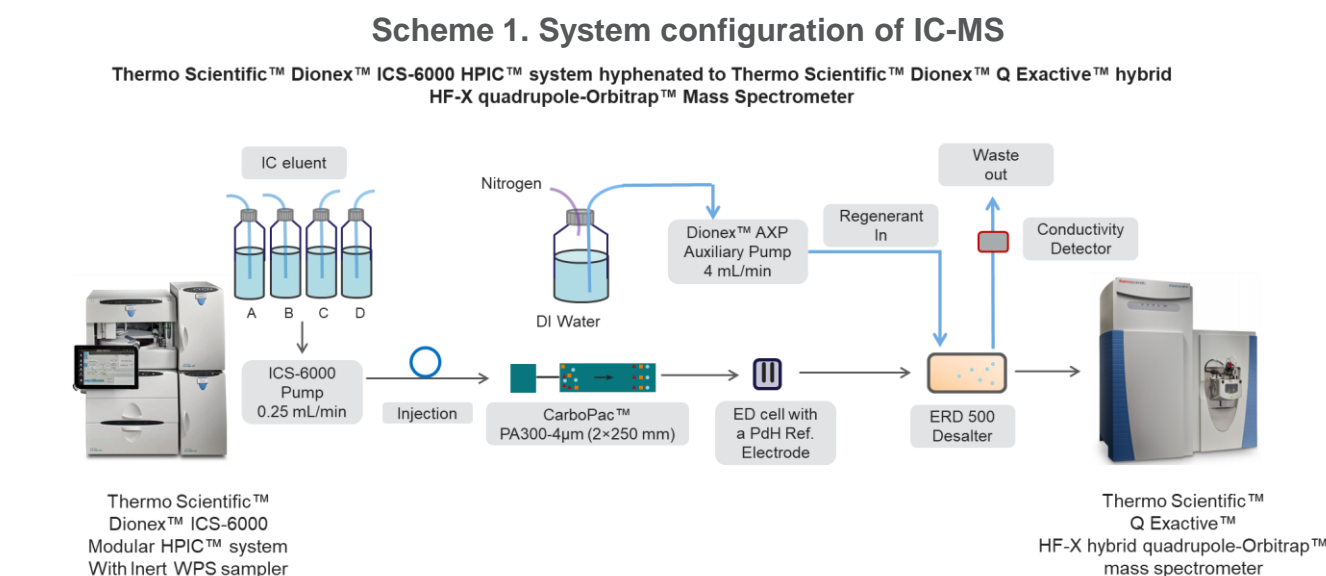 Scheme 1. System configuration of IC-MS
Thermo Scientific™ Dionex™ ICS-6000 HPIC™ system hyphenated to Thermo Scientific™ Dionex™ Q Exactive™ hybrid
HF-X quadrupole-Orbitrap™ Mass Spectrometer
IC eluent
A B C D
ICS-6000
Pump
0.25 mL/min
Injection
CarboPac™
PA300-4µm (2×250 mm)
ED cell with
a PdH Ref.
Electrode
Nitrogen
DI Water
Dionex™ AXP
Auxiliary Pump
4 mL/min
Regenerant
In
Waste
out
Conductivity
Detector
ERD 500
Desalter
Thermo Scientific™
Dionex™ ICS-6000
Modular HPIC™ system
With Inert WPS sampler
Thermo Scientific™
Q Exactive™
HF-X hybrid quadrupole-Orbitrap™
mass spectrometer